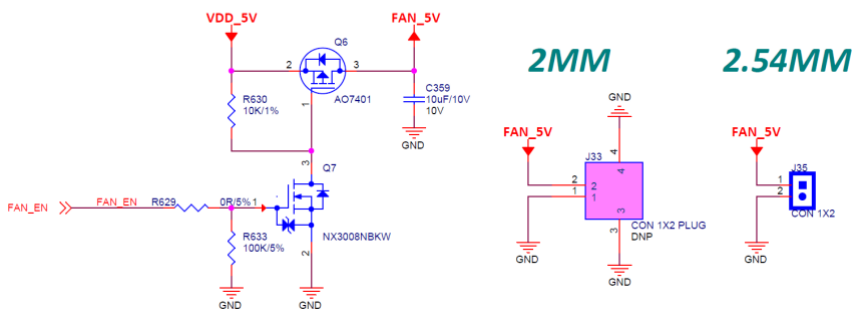 VDD_5V
FAN_5V
Q6
2
3
AO7401
1
R630
10K/1%
C359
10uF/10V
10V
GND
3
Q7
FAN_EN
FAN_EN
R629
0R/5%
1
R633
100K/5%
NX3008NBKW
2
GND
GND
2MM
GND
FAN_5V
4
J33
4
2
2
1
1
3
CON 1X2 PLUG
DNP
3
GND
GND
2.54MM
FAN_5V
J35
1
2
CON 1X2
GND